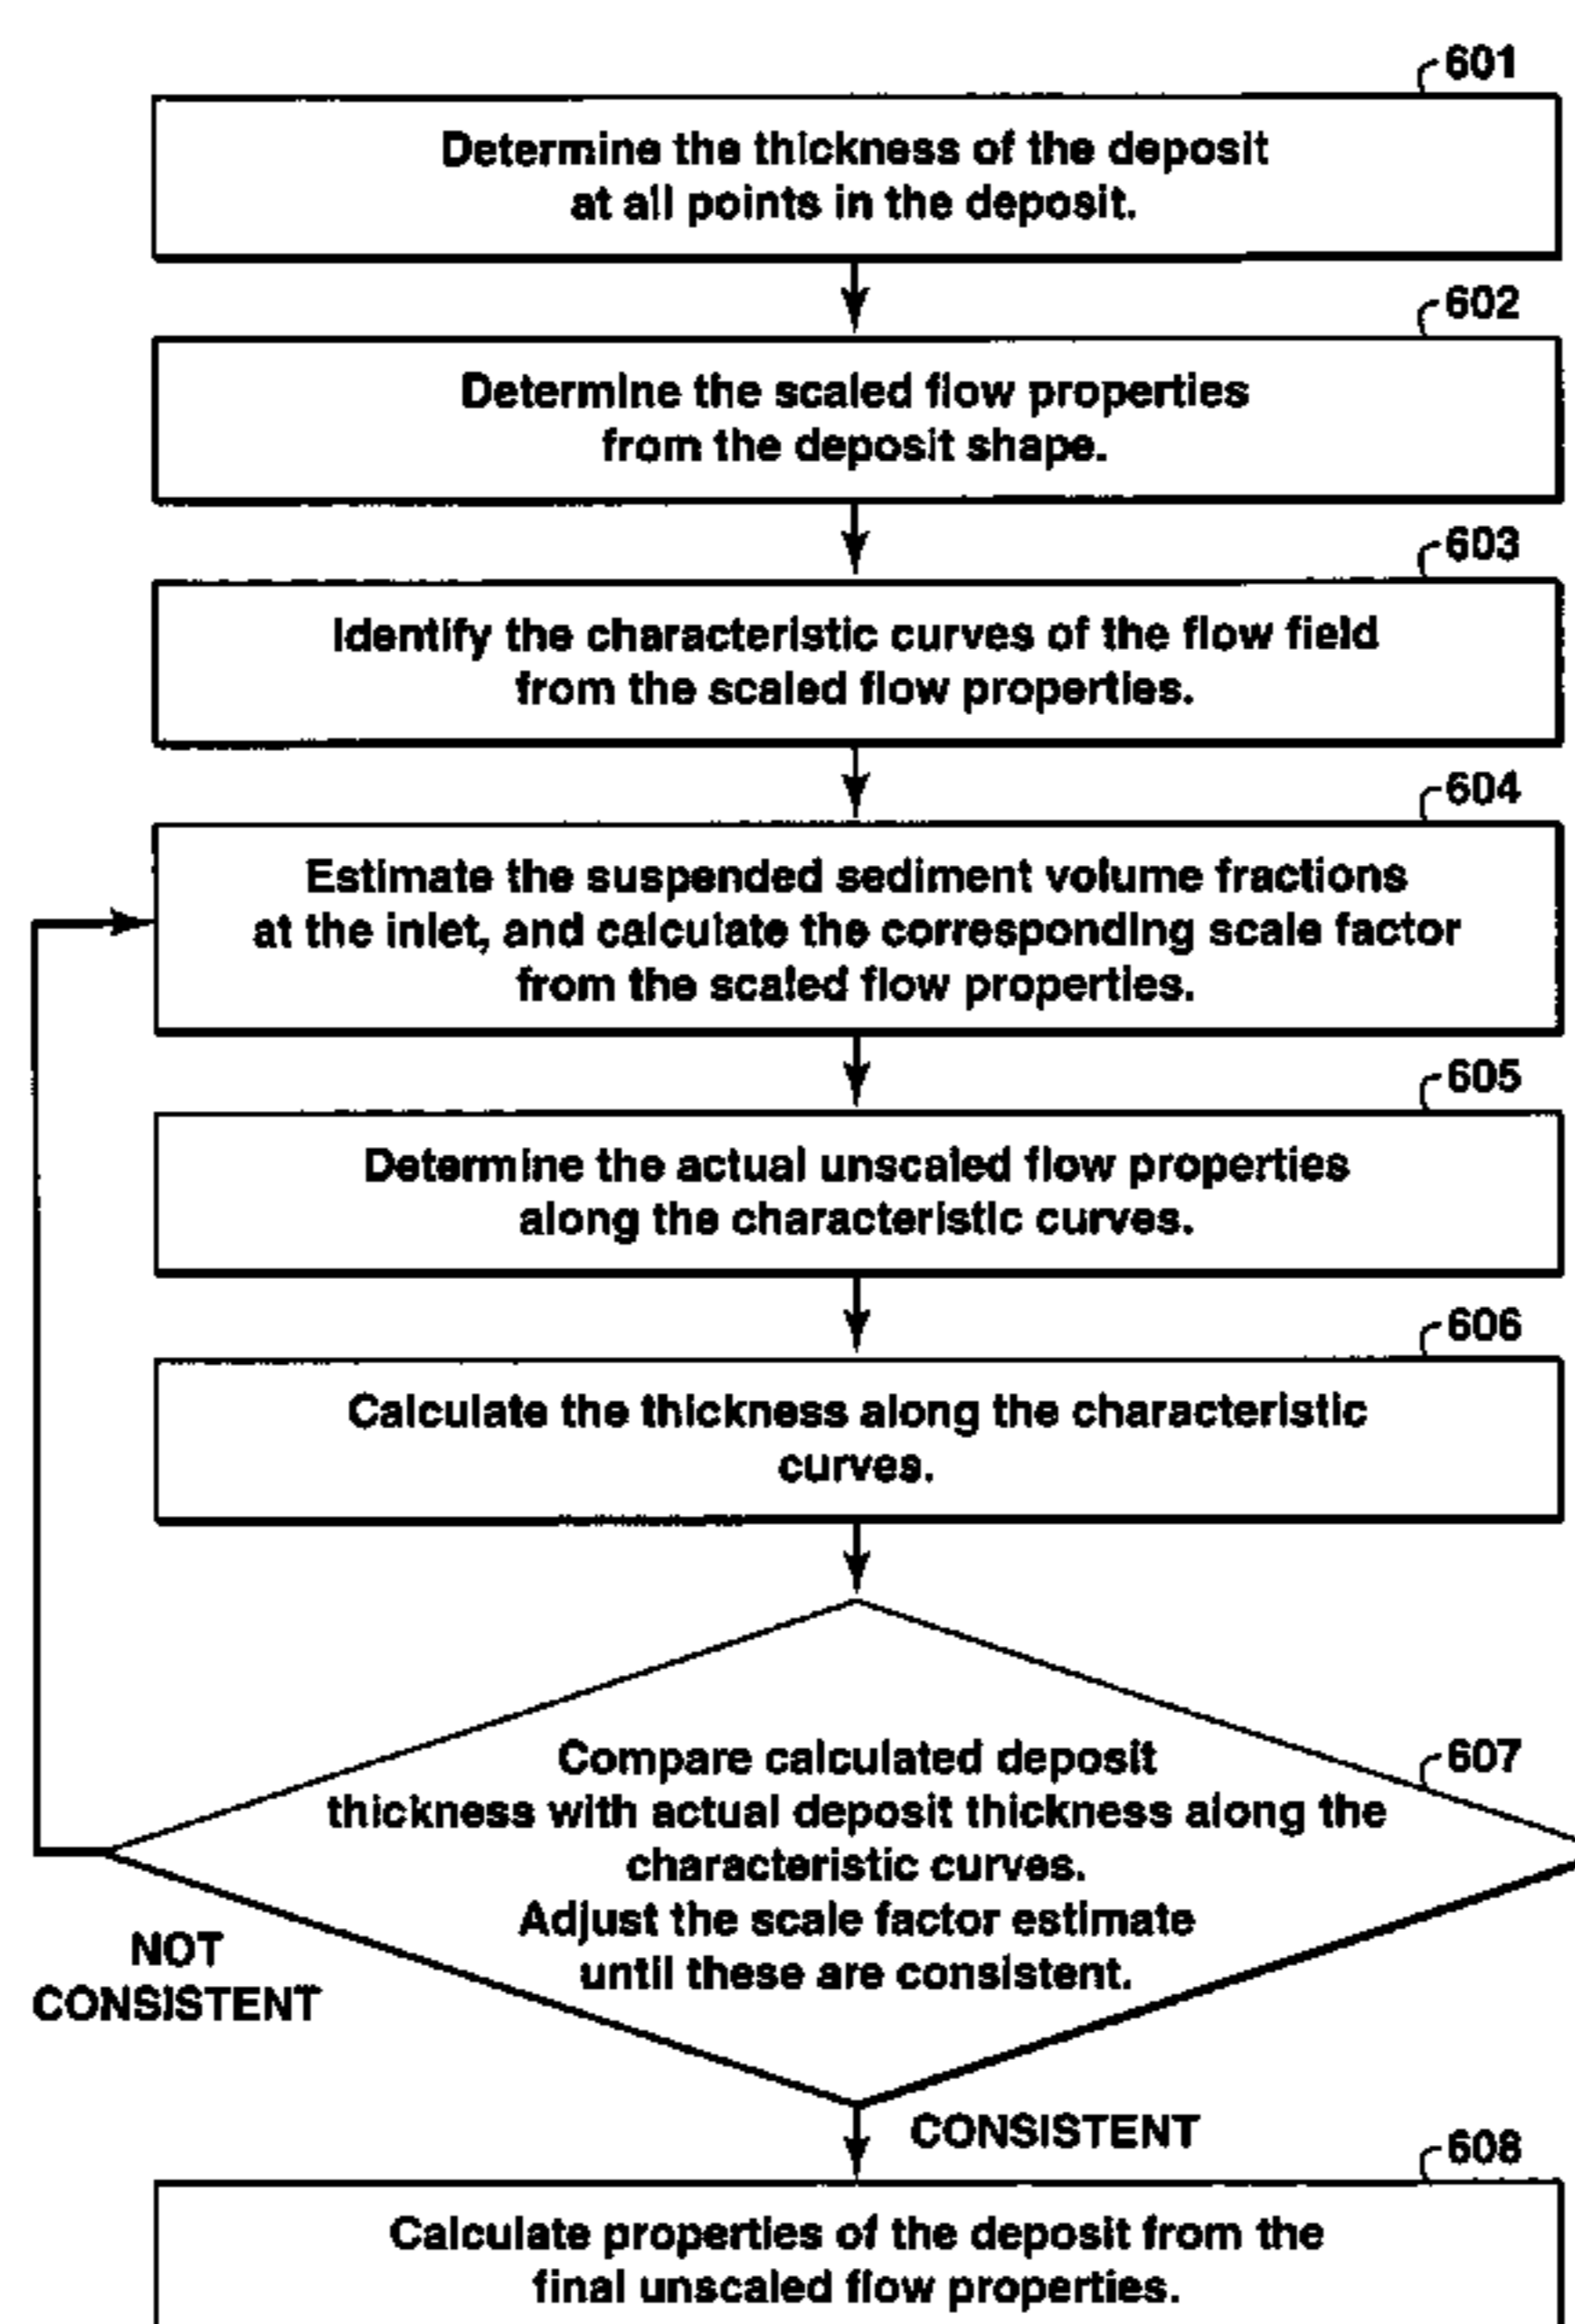 601
Determine the thickness of the deposit
at all points in the deposit.
602
Determine the scaled flow properties
from the deposit shape.
603
Identify the characteristic curves of the flow field
from the scaled flow properties.
604
Estimate the suspended sediment volume fractions
at the inlet, and calculate the corresponding scale factor
from the scaled flow properties.
605
Determine the actual unscaled flow properties
along the characteristic curves.
606
Calculate the thickness along the characteristic
curves.
607
Compare calculated deposit
thickness with actual deposit thickness along the
characteristic curves.
Adjust the scale factor estimate
until these are consistent.
NOT
CONSISTENT
CONSISTENT
608
Calculate properties of the deposit from the
final unscaled flow properties.